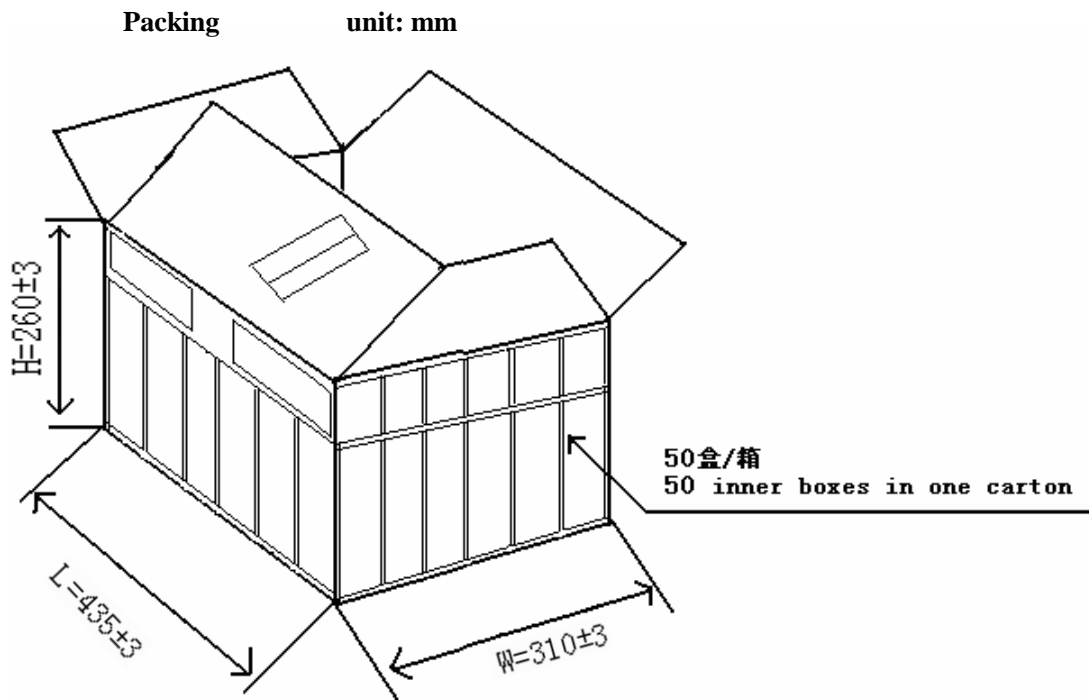 Packing unit: mm
H=260±3
50盒/箱
50 inner boxes in one carton
L=435±3
W=310±3